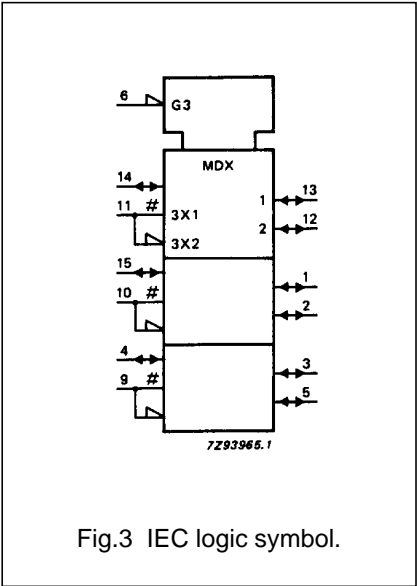 6 G3
MDX
14
1 13
11 # 3X1
2 12
3X2
15
1
10 #
2
4
3
9 #
5
7Z93965.1
Fig.3 IEC logic symbol.